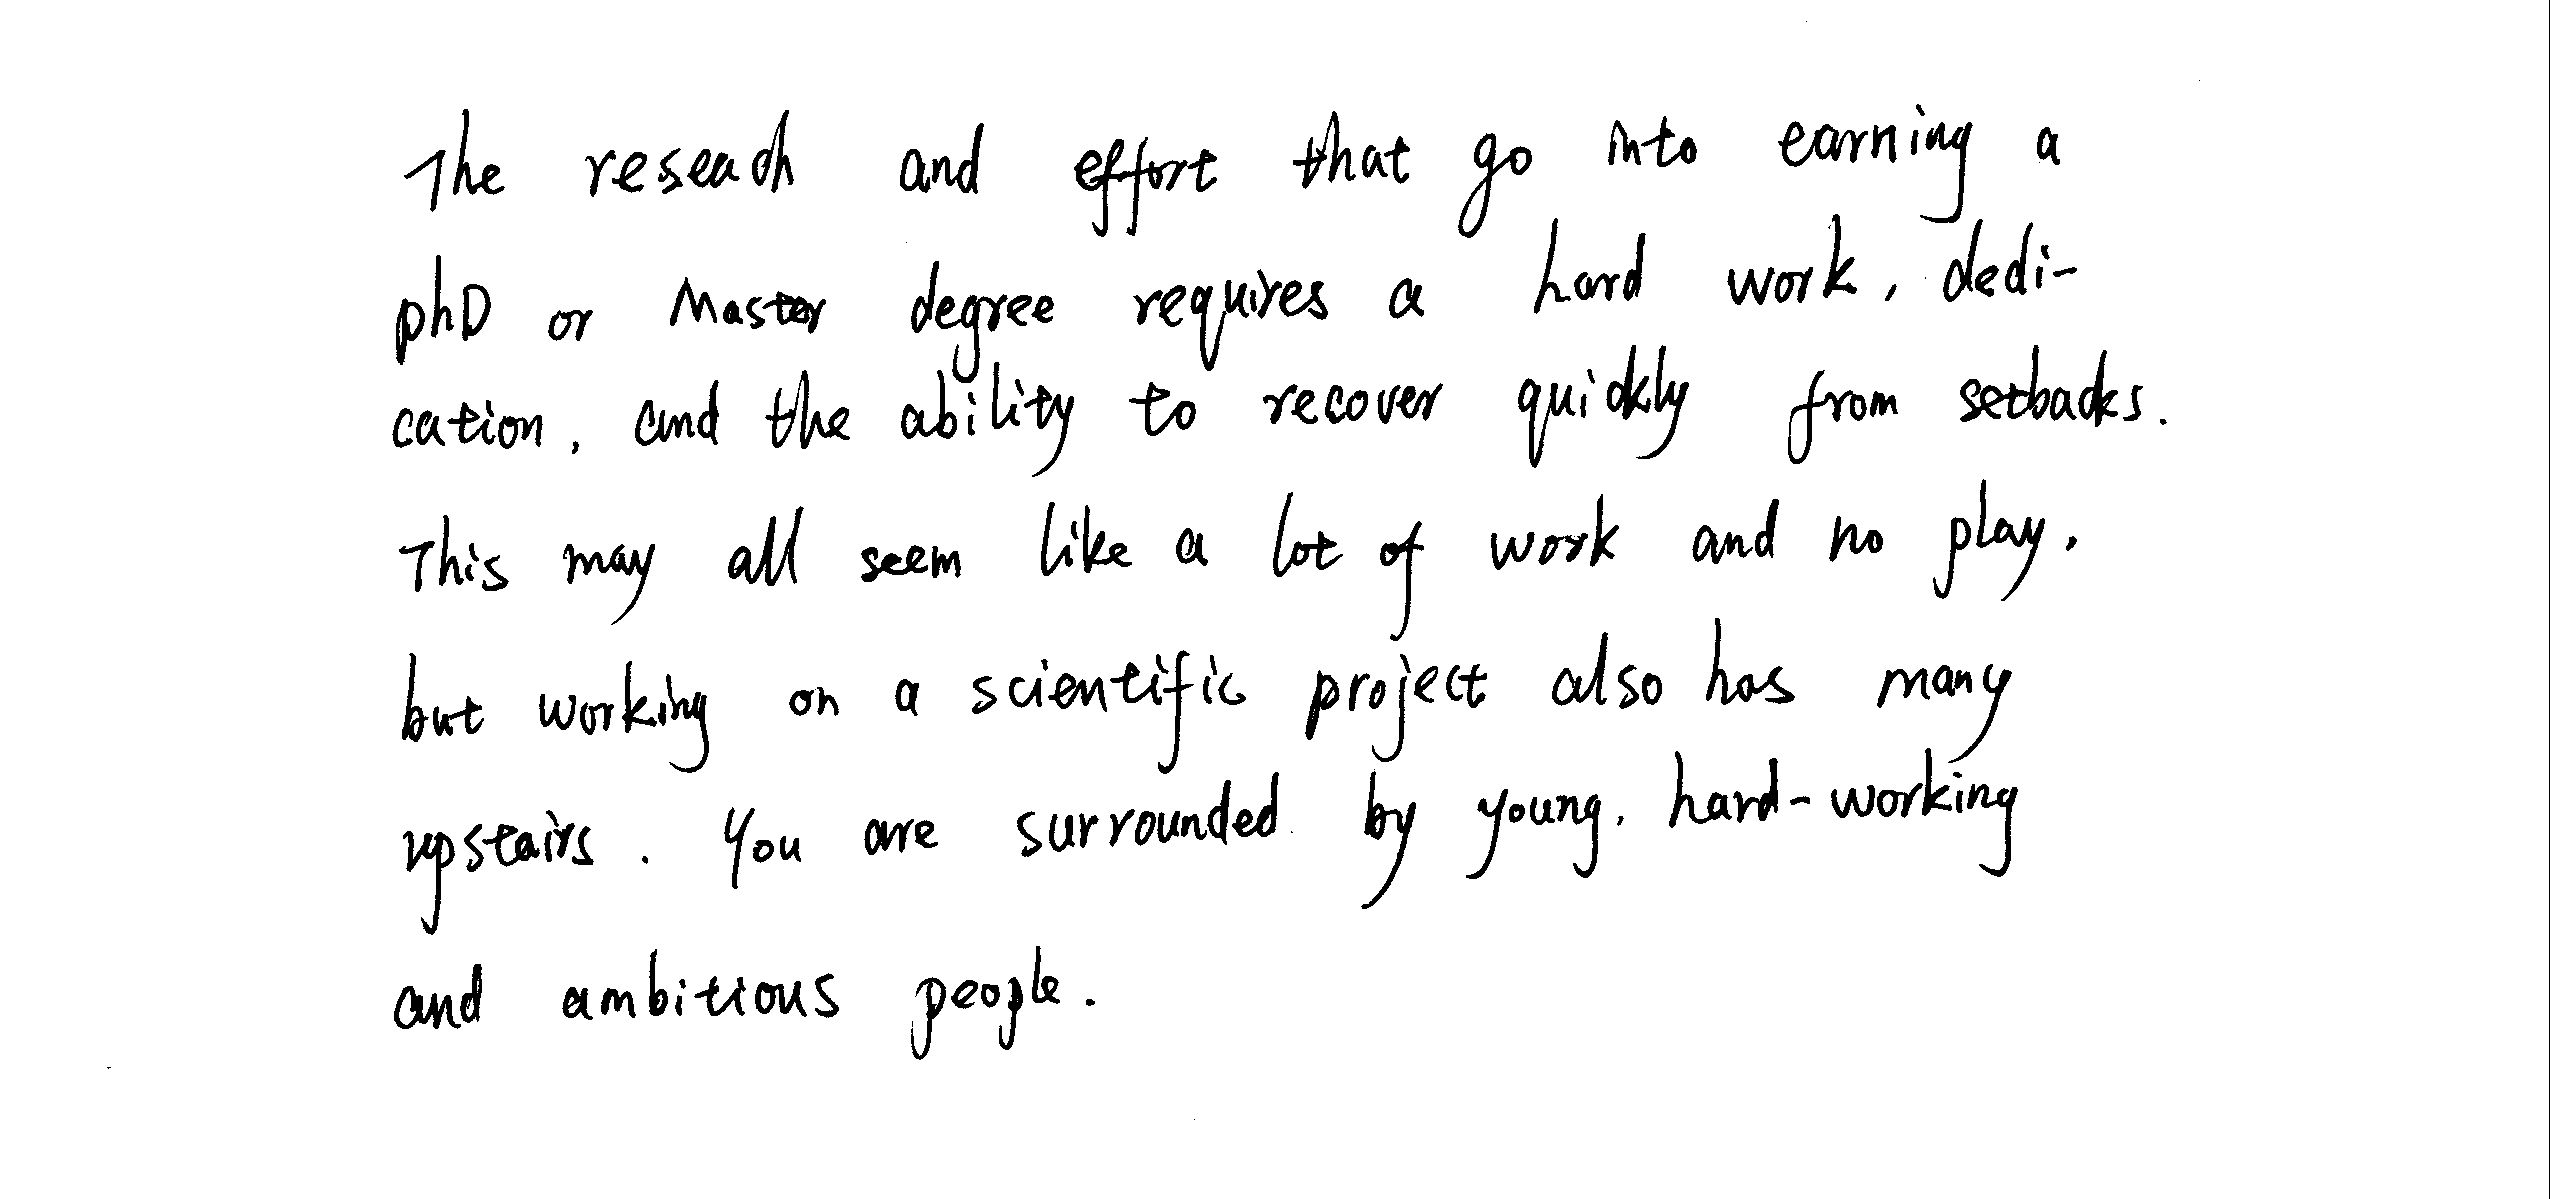 The reseach and effort that go into earning a
phD or Master degree requires a hard work, dedi-
cation, and the ability to recover quickly from setbacks.
This may all seem like a lot of work and no play,
but working on a scientific project also has many
upstairs. You are surrounded by young, hard-working
and ambitious people.